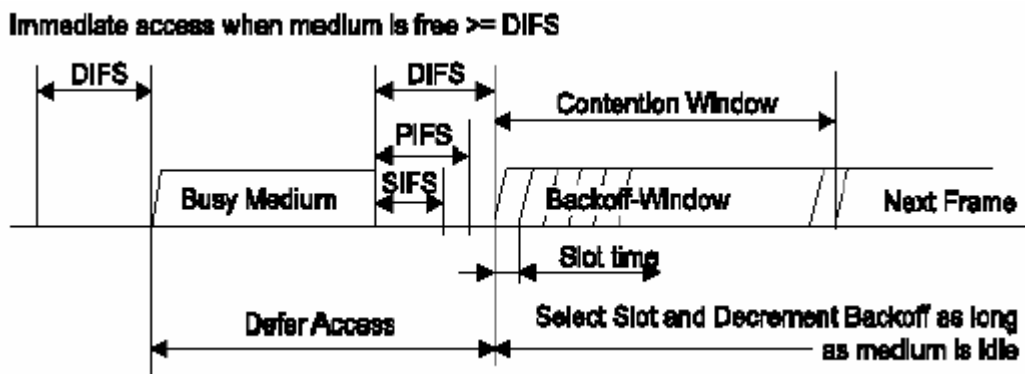 Immediate access when medium is free >= DIFS
DIFS
DIFS
Contention Window
PIFS
SIFS
Busy Medium
Backoff-Window
Next Frame
Slot time
Defer Access
Select Slot and Decrement Backoff as long
as medium is idle